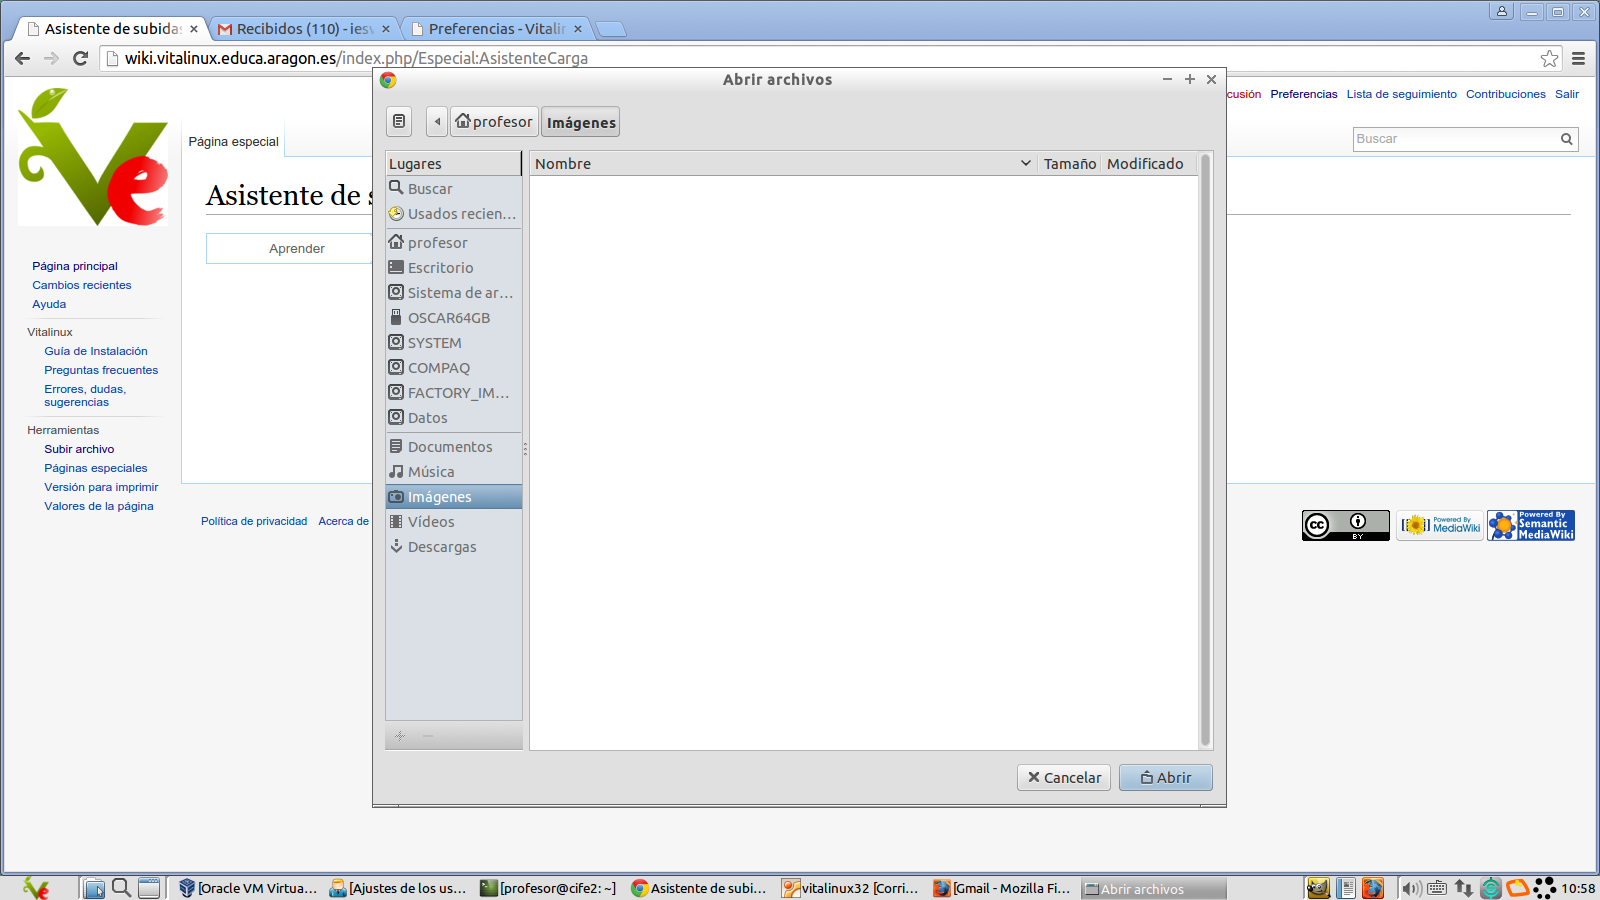 Asistente de subida
Recibidos (110) - iesv
Preferencias - Vitalin
wiki.vitalinux.educa.aragon.es/index.php/Especial:AsistenteCarga
Abrir archivos
cusión Preferencias Lista de seguimiento Contribuciones Salir
profesor Imágenes
Página especial
Buscar
Lugares
Nombre Tamaño Modificado
Buscar
Usados recien...
profesor
Escritorio
Sistema de ar...
OSCAR64GB
SYSTEM
COMPAQ
FACTORY_IM...
Datos
Documentos
Música
Imágenes
Vídeos
Descargas
Asistente de s
Aprender
Página principal
Cambios recientes
Ayuda
Vitalinux
Guía de Instalación
Preguntas frecuentes
Errores, dudas,
sugerencias
Herramientas
Subir archivo
Páginas especiales
Versión para imprimir
Valores de la página
Política de privacidad Acerca de
cc BY
Powered By
MediaWiki
Powered By
Semantic
MediaWiki
Cancelar Abrir
[Oracle VM Virtua... [Ajustes de los us... [profesor@cife2: ~] Asistente de subi... vitalinux32 [Corri... [Gmail - Mozilla Fi... Abrir archivos 10:58